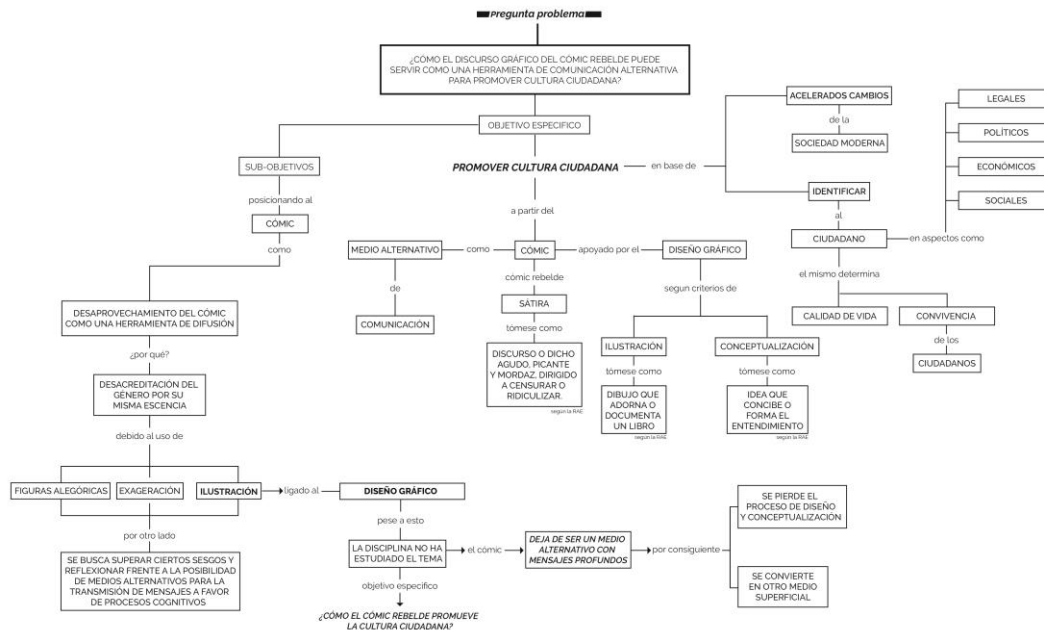 Pregunta problema
¿CÓMO EL DISCURSO GRÁFICO DEL CÓMIC REBELDE PUEDE
SERVIR COMO UNA HERRAMIENTA DE COMUNICACIÓN ALTERNATIVA
PARA PROMOVER CULTURA CIUDADANA?
OBJETIVO ESPECIFICO
SUB-OBJETIVOS
posicionando al
CÓMIC
como
DESAPROVECHAMIENTO DEL CÓMIC
COMO UNA HERRAMIENTA DE DIFUSIÓN
¿por qué?
DESACREDITACIÓN DEL
GÉNERO POR SU
MISMA ESCENCIA
debido al uso de
FIGURAS ALEGÓRICAS
EXAGERACIÓN
ILUSTRACIÓN
por otro lado
SE BUSCA SUPERAR CIERTOS SESGOS Y
REFLEXIONAR FRENTE A LA POSIBILIDAD
DE MEDIOS ALTERNATIVOS PARA LA
TRANSMISIÓN DE MENSAJES A FAVOR
DE PROCESOS COGNITIVOS
ligado al
DISEÑO GRÁFICO
pese a esto
LA DISCIPLINA NO HA
ESTUDIADO EL TEMA
objetivo específico
¿CÓMO EL CÓMIC REBELDE PROMUEVE
LA CULTURA CIUDADANA?
el cómic
DEJA DE SER UN MEDIO
ALTERNATIVO CON
MENSAJES PROFUNDOS
por consiguiente
SE PIERDE EL
PROCESO DE DISEÑO
Y CONCEPTUALIZACIÓN
SE CONVIERTE
EN OTRO MEDIO
SUPERFICIAL
PROMOVER CULTURA CIUDADANA
a partir del
CÓMIC
como
MEDIO ALTERNATIVO
de
COMUNICACIÓN
cómic rebelde
SÁTIRA
tómese como
DISCURSO O DICHO
AGUDO, PICANTE
Y MORDAZ, DIRIGIDO
A CENSURAR O
RIDICULIZAR.
según la RAE
apoyado por el
DISEÑO GRÁFICO
segun criterios de
ILUSTRACIÓN
tómese como
DIBUJO QUE
ADORNA O
DOCUMENTA
UN LIBRO
según la RAE
CONCEPTUALIZACIÓN
tómese como
IDEA QUE
CONCIBE O
FORMA EL
ENTENDIMIENTO
según la RAE
en base de
ACELERADOS CAMBIOS
de la
SOCIEDAD MODERNA
IDENTIFICAR
al
CIUDADANO
en aspectos como
LEGALES
POLÍTICOS
ECONÓMICOS
SOCIALES
el mismo determina
CALIDAD DE VIDA
CONVIVENCIA
de los
CIUDADANOS